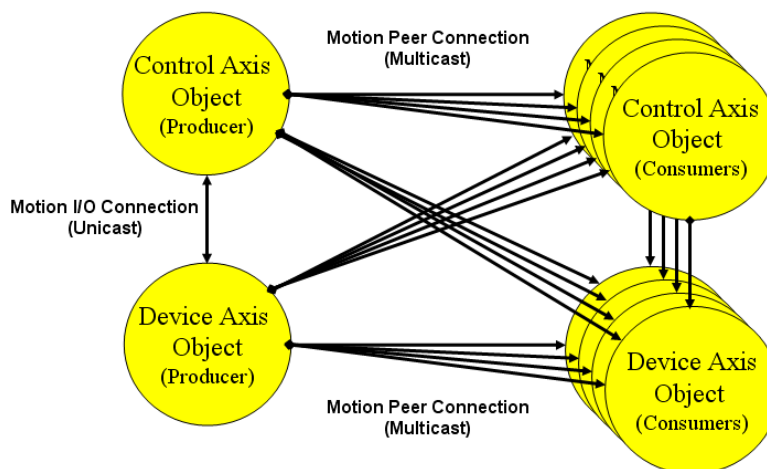 Motion Peer Connection
(Multicast)
Control Axis
Object
(Producer)
Control Axis
Object
(Consumers)
Motion I/O Connection
(Unicast)
Device Axis
Object
(Producer)
Device Axis
Object
(Consumers)
Motion Peer Connection
(Multicast)